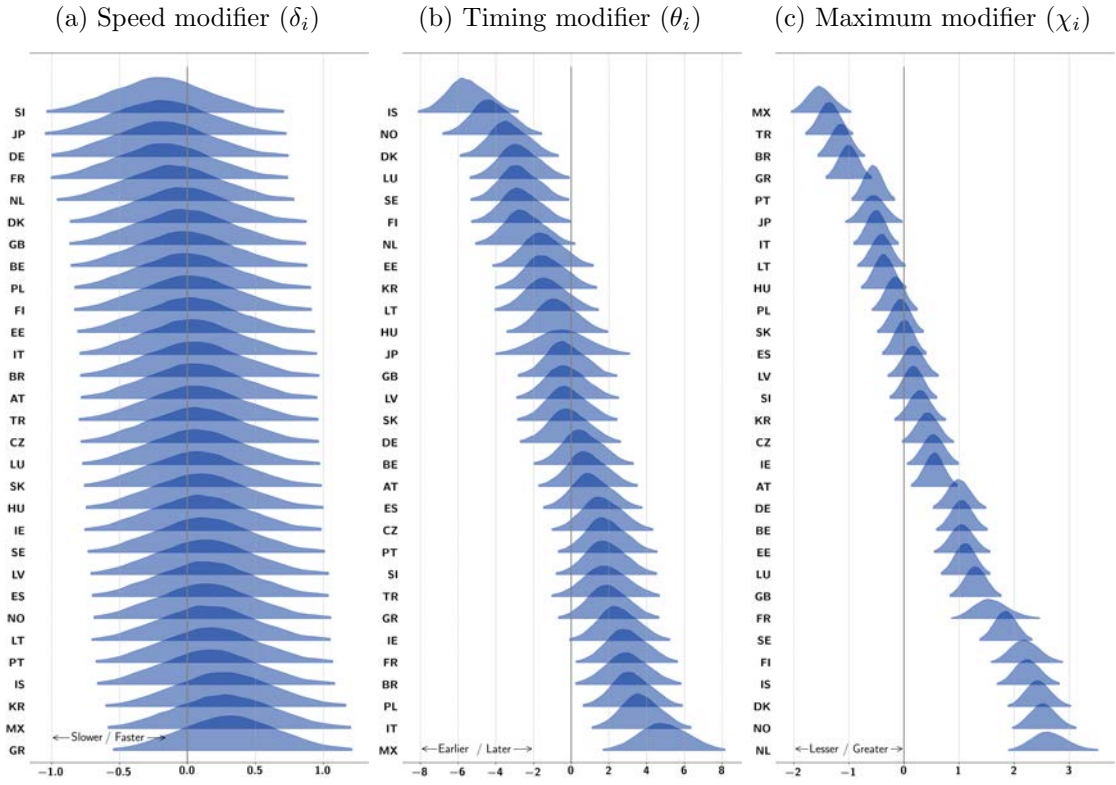 (a) Speed modifier (δᵢ)
(b) Timing modifier (θᵢ)
(c) Maximum modifier (χᵢ)
SI
JP
DE
FR
NL
DK
GB
BE
PL
FI
EE
IT
BR
AT
TR
CZ
LU
SK
HU
IE
SE
LV
ES
NO
LT
PT
IS
KR
MX
GR
←Slower / Faster→
−1.0 −0.5 0.0 0.5 1.0
IS
NO
DK
LU
SE
FI
NL
EE
KR
LT
HU
JP
GB
LV
SK
DE
BE
AT
ES
CZ
PT
SI
TR
GR
IE
FR
BR
PL
IT
MX
←Earlier / Later→
−8 −6 −4 −2 0 2 4 6 8
MX
TR
BR
GR
PT
JP
IT
LT
HU
PL
SK
ES
LV
SI
KR
CZ
IE
AT
DE
BE
EE
LU
GB
FR
SE
FI
IS
DK
NO
NL
←Lesser / Greater→
−2 −1 0 1 2 3